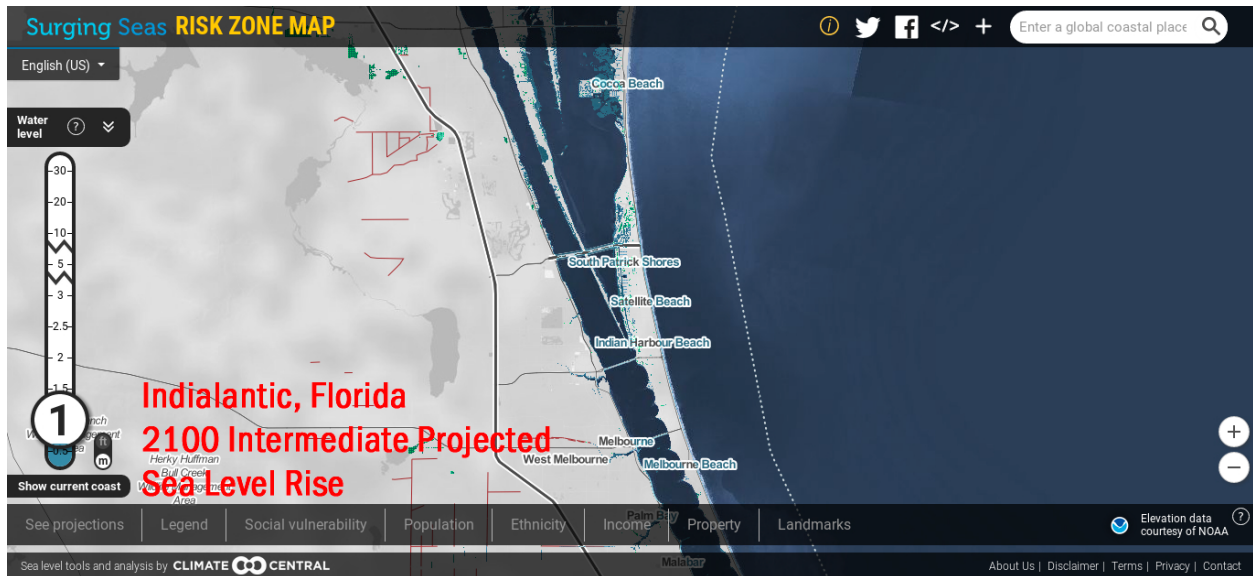 Surging Seas RISK ZONE MAP
Enter a global coastal place
English (US)
Water
level
?
30
20
10
5
3
2.5
2
1.5
1
0.5
ft
m
Show current coast
Cocoa Beach
South Patrick Shores
Satellite Beach
Indian Harbour Beach
Melbourne
West Melbourne
Melbourne Beach
Palm Bay
Malabar
Herky Huffman
Bull Creek
Wildlife Management
Area
Indialantic, Florida
2100 Intermediate Projected
Sea Level Rise
See projections | Legend | Social vulnerability | Population | Ethnicity | Income | Property | Landmarks
Elevation data
courtesy of NOAA
?
Sea level tools and analysis by CLIMATE CENTRAL
About Us | Disclaimer | Terms | Privacy | Contact